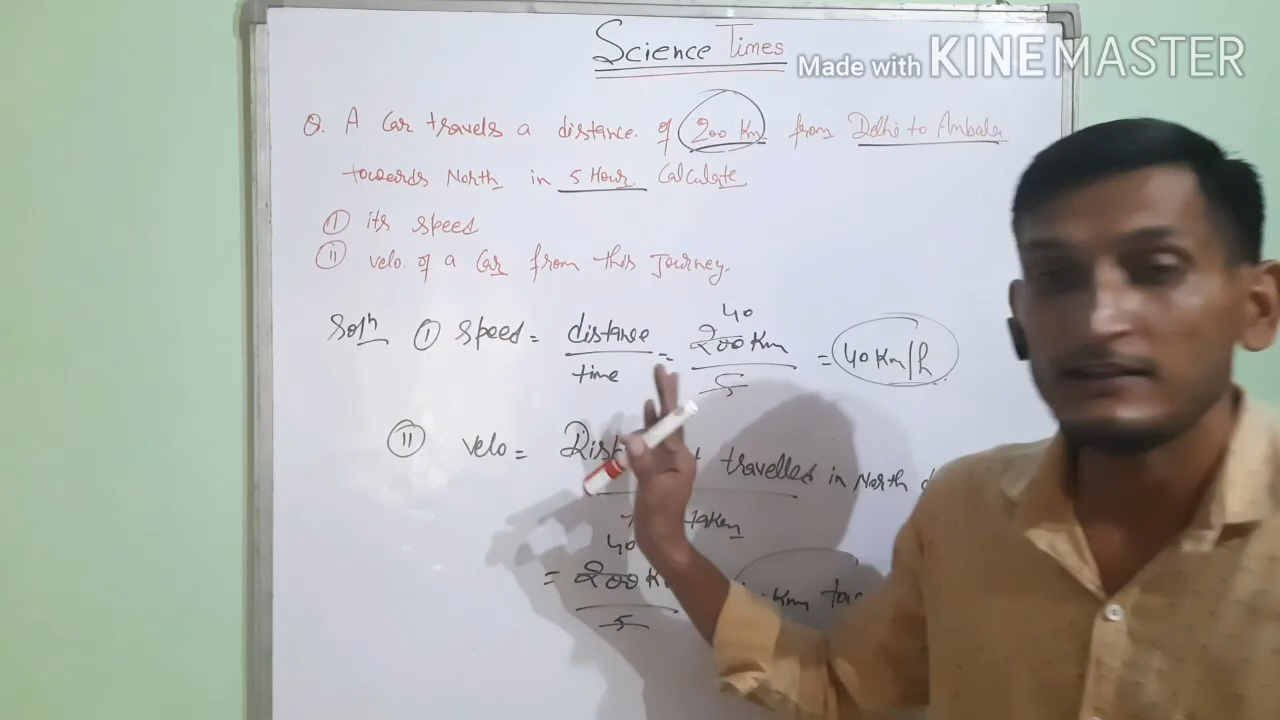 Science Times
Made with KINEMASTER
Q. A Car travels a distance of 200 Km from Delhi to Ambala
towards North in 5 Hour Calculate
(I) its speed
(II) velo. of a Car from this Journey.
Solⁿ (I) speed = distance / time = 200 Km / 5 = 40 Km/h
40
(II) velo = travelled in North
40
= 200 / 5 Km